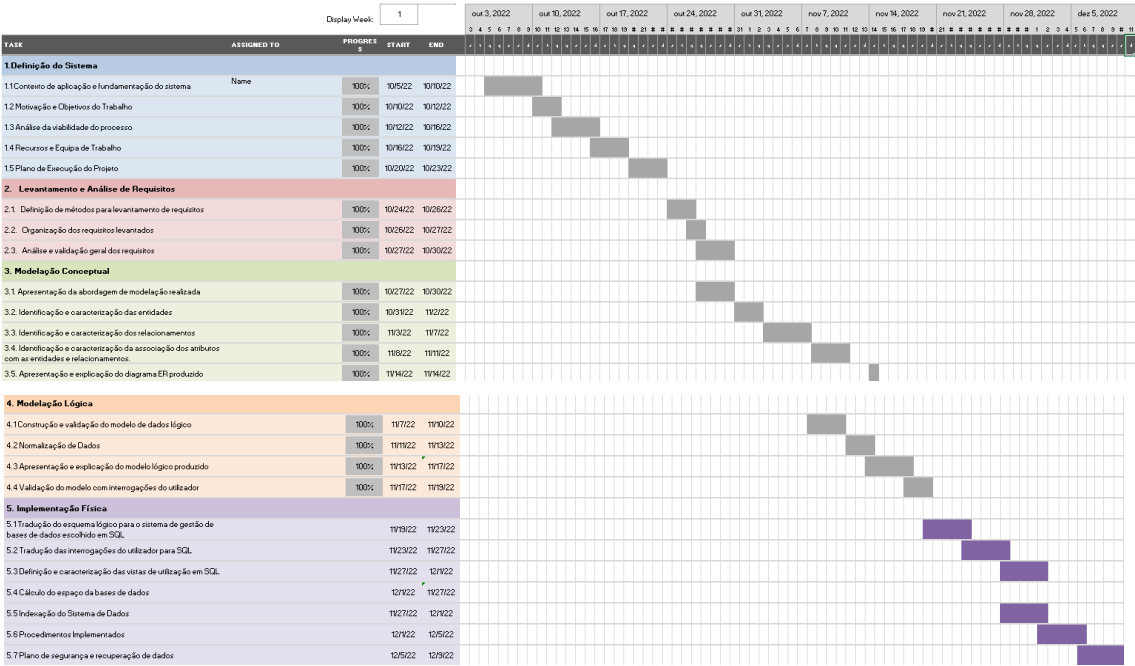 Display Week: 1
out 3, 2022 out 10, 2022 out 17, 2022 out 24, 2022 out 31, 2022 nov 7, 2022 nov 14, 2022 nov 21, 2022 nov 28, 2022 dez 5, 2022
3 4 5 6 7 8 9 # 11 12 13 14 15 16 17 18 19
TASK ASSIGNED TO PROGRES
S START END
1.Definição do Sistema
1.1 Contexto de aplicação e fundamentação do sistema Name 100% 10/5/22 10/10/22
1.2 Motivação e Objetivos do Trabalho 100% 10/10/22 10/12/22
1.3 Análise da viabilidade do processo 100% 10/12/22 10/16/22
1.4 Recursos e Equipa de Trabalho 100% 10/16/22 10/19/22
1.5 Plano de Execução do Projeto 100% 10/20/22 10/23/22
2. Levantamento e Análise de Requisitos
2.1. Definição de métodos para levantamento de requisitos 100% 10/24/22 10/26/22
2.2. Organização dos requisitos levantados 100% 10/26/22 10/27/22
2.3. Análise e validação geral dos requisitos 100% 10/27/22 10/30/22
3. Modelação Conceptual
3.1. Apresentação da abordagem de modelação realizada 100% 10/27/22 10/30/22
3.2. Identificação e caracterização das entidades 100% 10/31/22 11/2/22
3.3. Identificação e caracterização dos relacionamentos 100% 11/3/22 11/7/22
3.4. Identificação e caracterização da associação dos atributos
com as entidades e relacionamentos. 100% 11/8/22 11/11/22
3.5. Apresentação e explicação do diagrama ER produzido 100% 11/14/22 11/14/22
4. Modelação Lógica
4.1 Construção e validação do modelo de dados lógico 100% 11/7/22 11/10/22
4.2 Normalização de Dados 100% 11/11/22 11/13/22
4.3 Apresentação e explicação do modelo lógico produzido 100% 11/13/22 11/17/22
4.4 Validação do modelo com interrogações do utilizador 100% 11/17/22 11/19/22
5. Implementação Física
5.1 Tradução do esquema lógico para o sistema de gestão de
bases de dados escolhido em SQL 11/19/22 11/23/22
5.2 Tradução das interrogações do utilizador para SQL 11/23/22 11/27/22
5.3 Definição e caracterização das vistas de utilização em SQL 11/27/22 12/1/22
5.4 Cálculo do espaço da bases de dados 12/1/22 11/27/22
5.5 Indexação do Sistema de Dados 11/27/22 12/1/22
5.6 Procedimentos Implementados 12/1/22 12/5/22
5.7 Plano de segurança e recuperação de dados 12/5/22 12/9/22